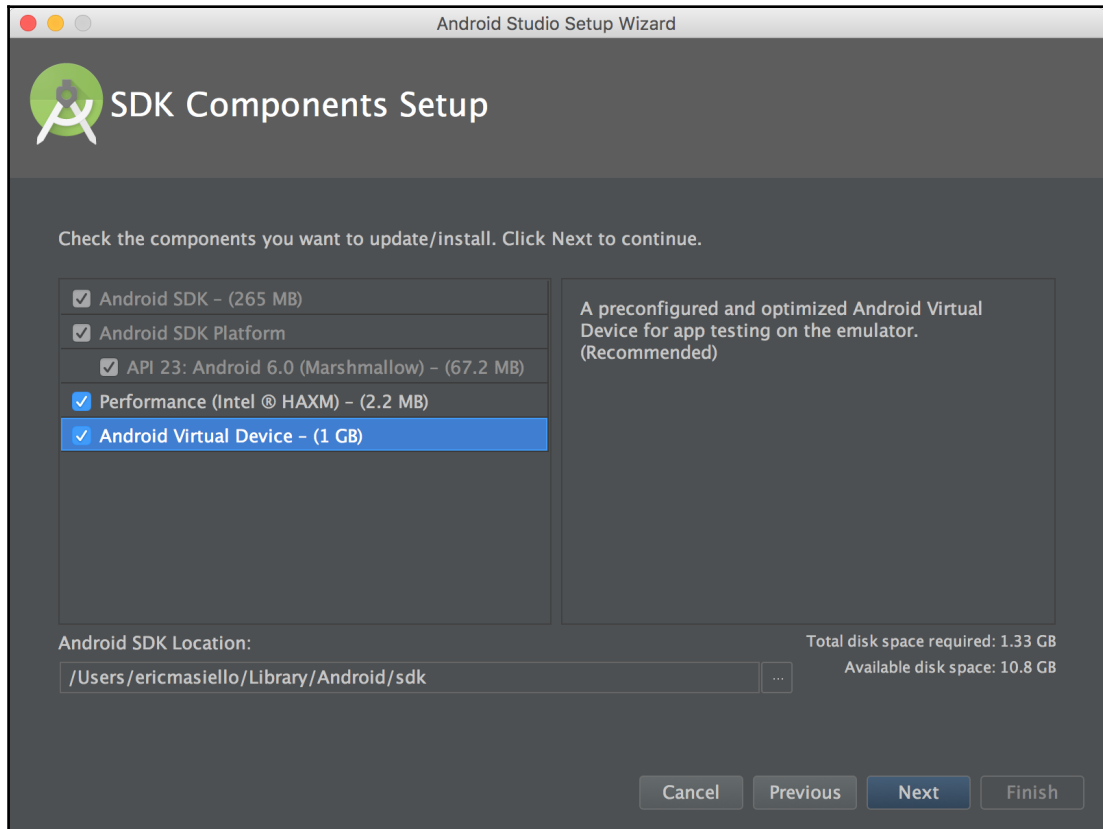 Android Studio Setup Wizard
SDK Components Setup
Check the components you want to update/install. Click Next to continue.
Android SDK – (265 MB)
Android SDK Platform
API 23: Android 6.0 (Marshmallow) – (67.2 MB)
Performance (Intel ® HAXM) – (2.2 MB)
Android Virtual Device – (1 GB)
A preconfigured and optimized Android Virtual
Device for app testing on the emulator.
(Recommended)
Android SDK Location:
/Users/ericmasiello/Library/Android/sdk
...
Total disk space required: 1.33 GB
Available disk space: 10.8 GB
Cancel
Previous
Next
Finish